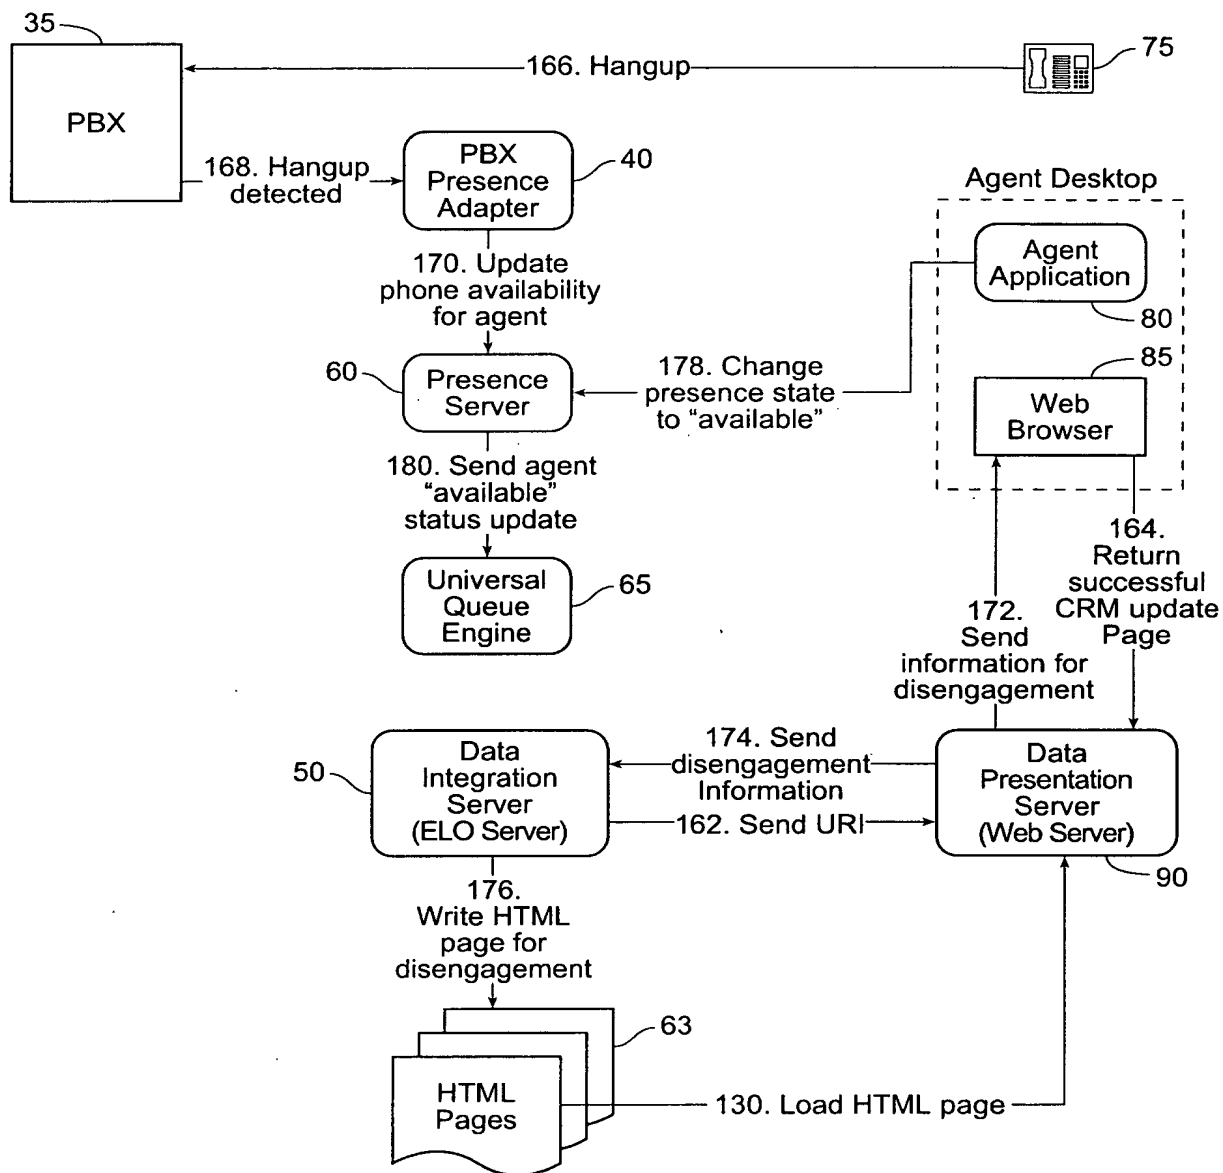 35
PBX
166. Hangup
75
168. Hangup
detected
PBX
Presence
Adapter
40
Agent Desktop
Agent
Application
80
170. Update
phone availability
for agent
60
Presence
Server
178. Change
presence state
to “available”
85
Web
Browser
180. Send agent
“available”
status update
Universal
Queue
Engine
65
172.
Send
information for
disengagement
164.
Return
successful
CRM update
Page
50
Data
Integration
Server
(ELO Server)
174. Send
disengagement
Information
162. Send URI
Data
Presentation
Server
(Web Server)
90
176.
Write HTML
page for
disengagement
63
HTML
Pages
130. Load HTML page